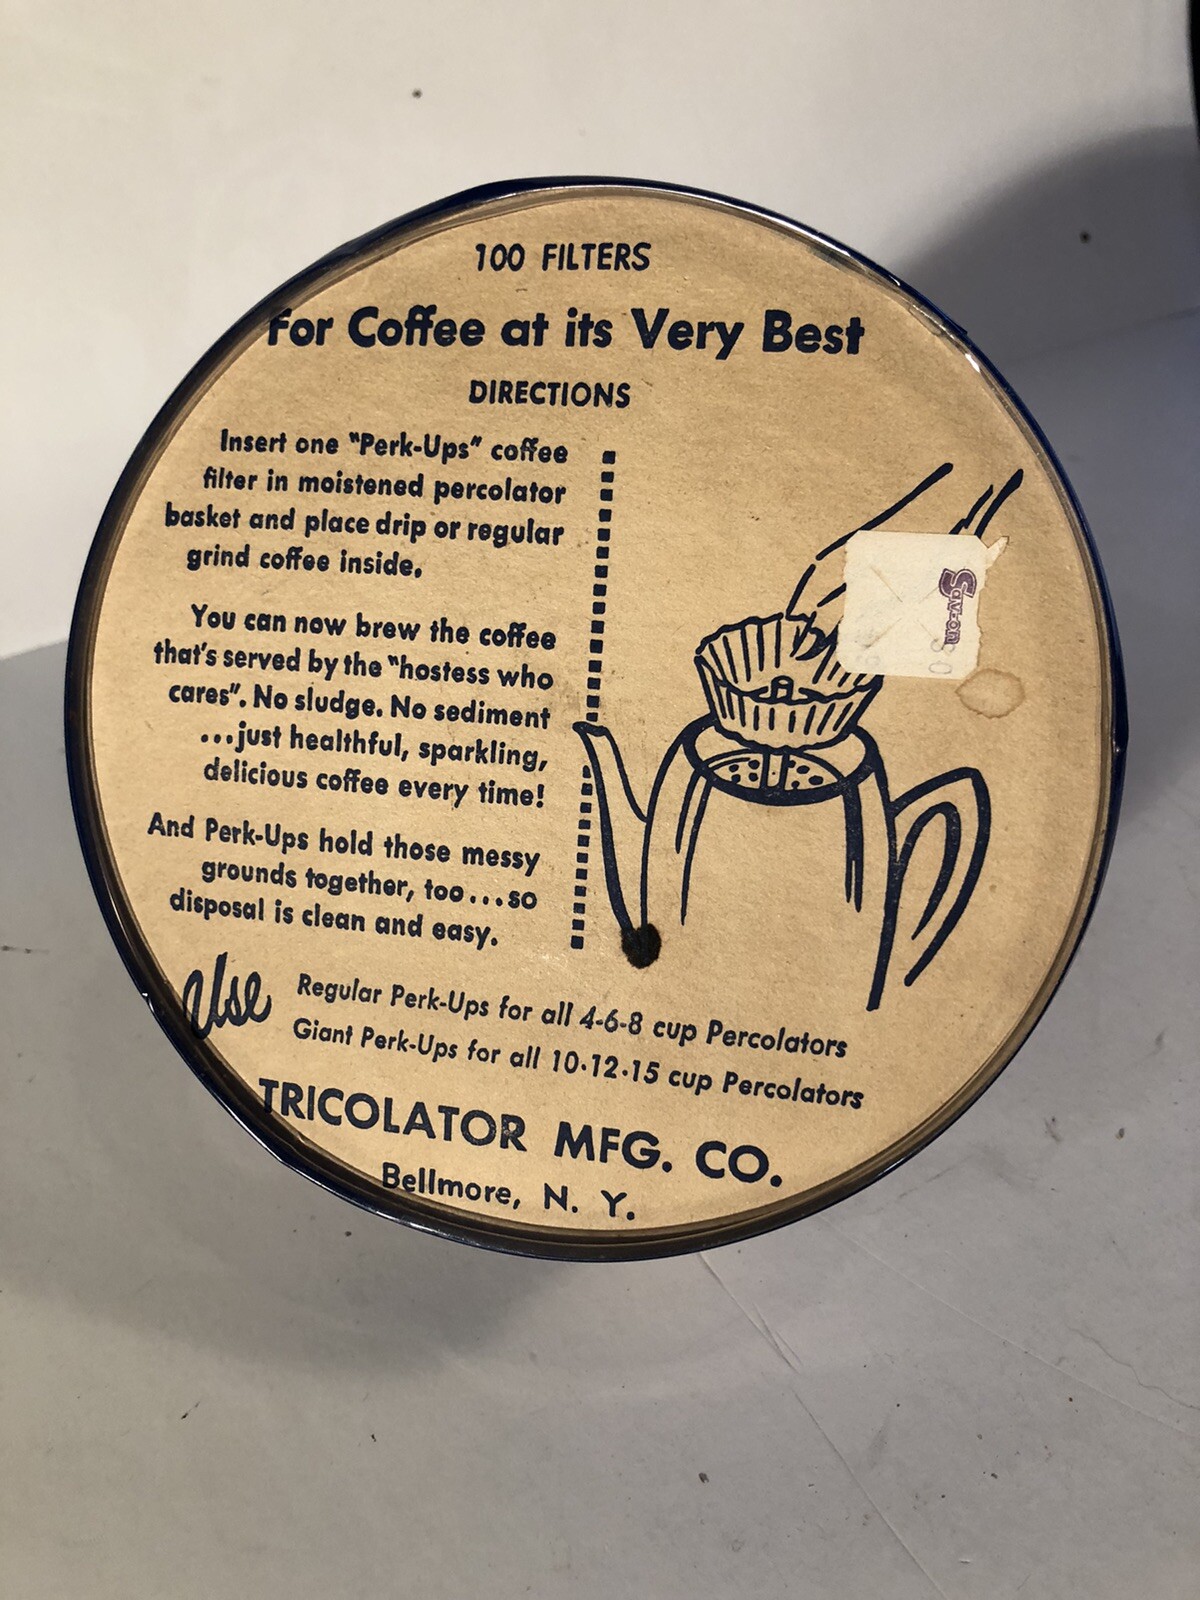 100 FILTERS
For Coffee at its Very Best
DIRECTIONS
Insert one "Perk-Ups" coffee
filter in moistened percolator
basket and place drip or regular
grind coffee inside.
You can now brew the coffee
that's served by the "hostess who
cares". No sludge. No sediment
...just healthful, sparkling,
delicious coffee every time!
And Perk-Ups hold those messy
grounds together, too...so
disposal is clean and easy.
Use
Regular Perk-Ups for all 4-6-8 cup Percolators
Giant Perk-Ups for all 10-12-15 cup Percolators
TRICOLATOR MFG. CO.
Bellmore, N. Y.
Sav-on